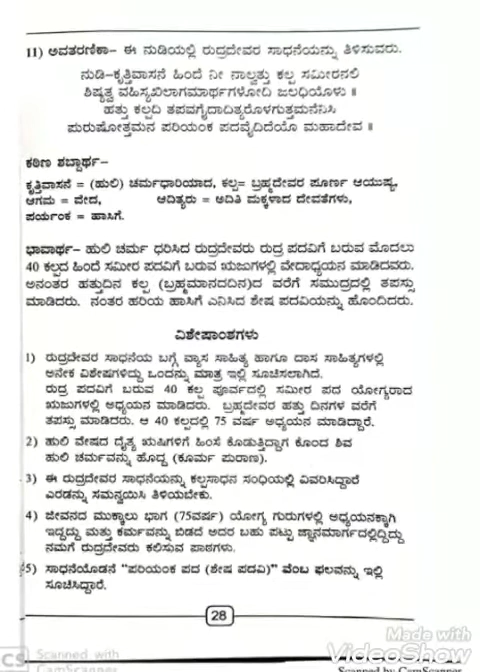 11) ಅವತರಣಿಕಾ– ಈ ನುಡಿಯಲ್ಲಿ ರುದ್ರದೇವರ ಸಾಧನೆಯನ್ನು ತಿಳಿಸುವರು.
ನುಡಿ–ಕೃತ್ತಿವಾಸನೆ ಹಿಂದೆ ನೀ ನಾಲ್ವತ್ತು ಕಲ್ಪ ಸಮೀರನಲಿ
ಶಿಷ್ಯತ್ವ ವಹಿಸ್ಯಖಿಲಾಗಮಾರ್ಥಗಳೋದಿ ಜಲಧಿಯೊಳು ॥
ಹತ್ತು ಕಲ್ಪದಿ ತಪವಗೈದಾದಿತ್ಯರೊಳಗುತ್ತಮನೆನಿಸಿ
ಪುರುಷೋತ್ತಮನ ಪರಿಯಂಕ ಪದವೈದಿದೆಯೊ ಮಹಾದೇವ ॥
ಕಠಿಣ ಶಬ್ದಾರ್ಥ–
ಕೃತ್ತಿವಾಸನೆ = (ಹುಲಿ) ಚರ್ಮಧಾರಿಯಾದ, ಕಲ್ಪ= ಬ್ರಹ್ಮದೇವರ ಪೂರ್ಣ ಆಯುಷ್ಯ,
ಆಗಮ = ವೇದ, ಆದಿತ್ಯರು = ಅದಿತಿ ಮಕ್ಕಳಾದ ದೇವತೆಗಳು,
ಪರ್ಯಂಕ = ಹಾಸಿಗೆ.
ಭಾವಾರ್ಥ– ಹುಲಿ ಚರ್ಮ ಧರಿಸಿದ ರುದ್ರದೇವರು ರುದ್ರ ಪದವಿಗೆ ಬರುವ ಮೊದಲು
40 ಕಲ್ಪದ ಹಿಂದೆ ಸಮೀರ ಪದವಿಗೆ ಬರುವ ಋಜುಗಳಲ್ಲಿ ವೇದಾಧ್ಯಯನ ಮಾಡಿದವರು.
ಅನಂತರ ಹತ್ತುದಿನ ಕಲ್ಪ (ಬ್ರಹ್ಮಮಾನದದಿನ)ದ ವರೆಗೆ ಸಮುದ್ರದಲ್ಲಿ ತಪಸ್ಸು
ಮಾಡಿದರು. ನಂತರ ಹರಿಯ ಹಾಸಿಗೆ ಎನಿಸಿದ ಶೇಷ ಪದವಿಯನ್ನು ಹೊಂದಿದರು.
ವಿಶೇಷಾಂಶಗಳು
1) ರುದ್ರದೇವರ ಸಾಧನೆಯ ಬಗ್ಗೆ ವ್ಯಾಸ ಸಾಹಿತ್ಯ ಹಾಗೂ ದಾಸ ಸಾಹಿತ್ಯಗಳಲ್ಲಿ
ಅನೇಕ ವಿಶೇಷಗಳಿದ್ದು ಒಂದನ್ನು ಮಾತ್ರ ಇಲ್ಲಿ ಸೂಚಿಸಲಾಗಿದೆ.
ರುದ್ರ ಪದವಿಗೆ ಬರುವ 40 ಕಲ್ಪ ಪೂರ್ವದಲ್ಲಿ ಸಮೀರ ಪದ ಯೋಗ್ಯರಾದ
ಋಜುಗಳಲ್ಲಿ ಅಧ್ಯಯನ ಮಾಡಿದರು. ಬ್ರಹ್ಮದೇವರ ಹತ್ತು ದಿನಗಳ ವರೆಗೆ
ತಪಸ್ಸು ಮಾಡಿದರು. ಆ 40 ಕಲ್ಪದಲ್ಲಿ 75 ವರ್ಷ ಅಧ್ಯಯನ ಮಾಡಿದ್ದಾರೆ.
2) ಹುಲಿ ವೇಷದ ದೈತ್ಯ ಋಷಿಗಳಿಗೆ ಹಿಂಸೆ ಕೊಡುತ್ತಿದ್ದಾಗ ಕೊಂದ ಶಿವ
ಹುಲಿ ಚರ್ಮವನ್ನು ಹೊದ್ದ (ಕೂರ್ಮ ಪುರಾಣ).
3) ಈ ರುದ್ರದೇವರ ಸಾಧನೆಯನ್ನು ಕಲ್ಪಸಾಧನ ಸಂಧಿಯಲ್ಲಿ ವಿವರಿಸಿದ್ದಾರೆ
ಎರಡನ್ನು ಸಮನ್ವಯಿಸಿ ತಿಳಿಯಬೇಕು.
4) ಜೀವನದ ಮುಕ್ಕಾಲು ಭಾಗ (75ವರ್ಷ) ಯೋಗ್ಯ ಗುರುಗಳಲ್ಲಿ ಅಧ್ಯಯನಕ್ಕಾಗಿ
ಇದ್ದದ್ದು ಮತ್ತು ಕರ್ಮವನ್ನು ಬಿಡದೆ ಅದರ ಬಹು ಪಟ್ಟು ಜ್ಞಾನಮಾರ್ಗದಲ್ಲಿದ್ದಿದ್ದು
ನಮಗೆ ರುದ್ರದೇವರು ಕಲಿಸುವ ಪಾಠಗಳು.
5) ಸಾಧನೆಯೊಡನೆ "ಪರಿಯಂಕ ಪದ (ಶೇಷ ಪದವಿ)" ವೆಂಬ ಫಲವನ್ನು ಇಲ್ಲಿ
ಸೂಚಿಸಿದ್ದಾರೆ.
28
Made with
VideoShow
CS Scanned with
CamScanner
Scanned by CamScanner